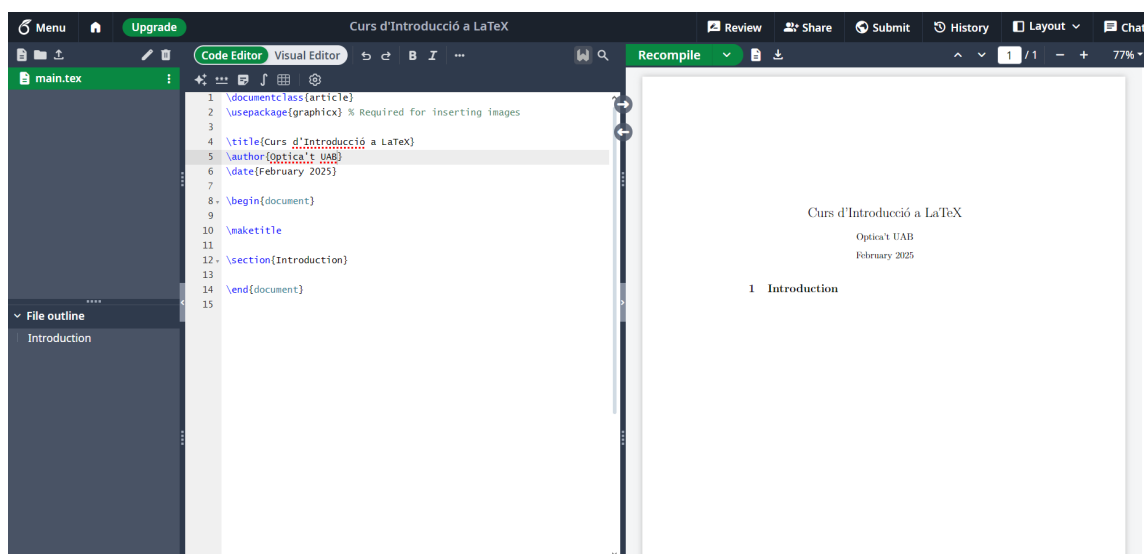 Menu Upgrade Curs d'Introducció a LaTeX Review Share Submit History Layout Chat
Code Editor Visual Editor B I ... Recompile 1 / 1 − + 77%
main.tex
1 \documentclass{article}
2 \usepackage{graphicx} % Required for inserting images
3
4 \title{Curs d'Introducció a LaTeX}
5 \author{Optica't UAB}
6 \date{February 2025}
7
8 \begin{document}
9
10 \maketitle
11
12 \section{Introduction}
13
14 \end{document}
15
File outline
Introduction
Curs d'Introducció a LaTeX
Optica't UAB
February 2025
1 Introduction